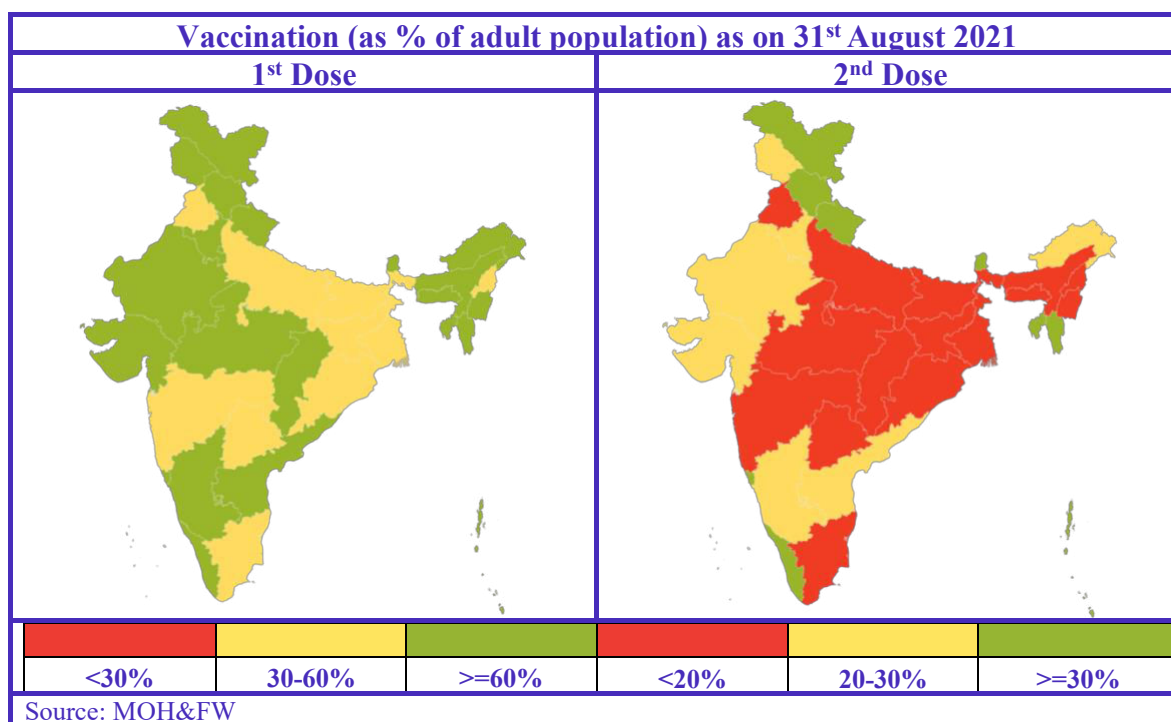 Vaccination (as % of adult population) as on 31st August 2021
1st Dose
2nd Dose
<30%
30-60%
>=60%
<20%
20-30%
>=30%
Source: MOH&FW